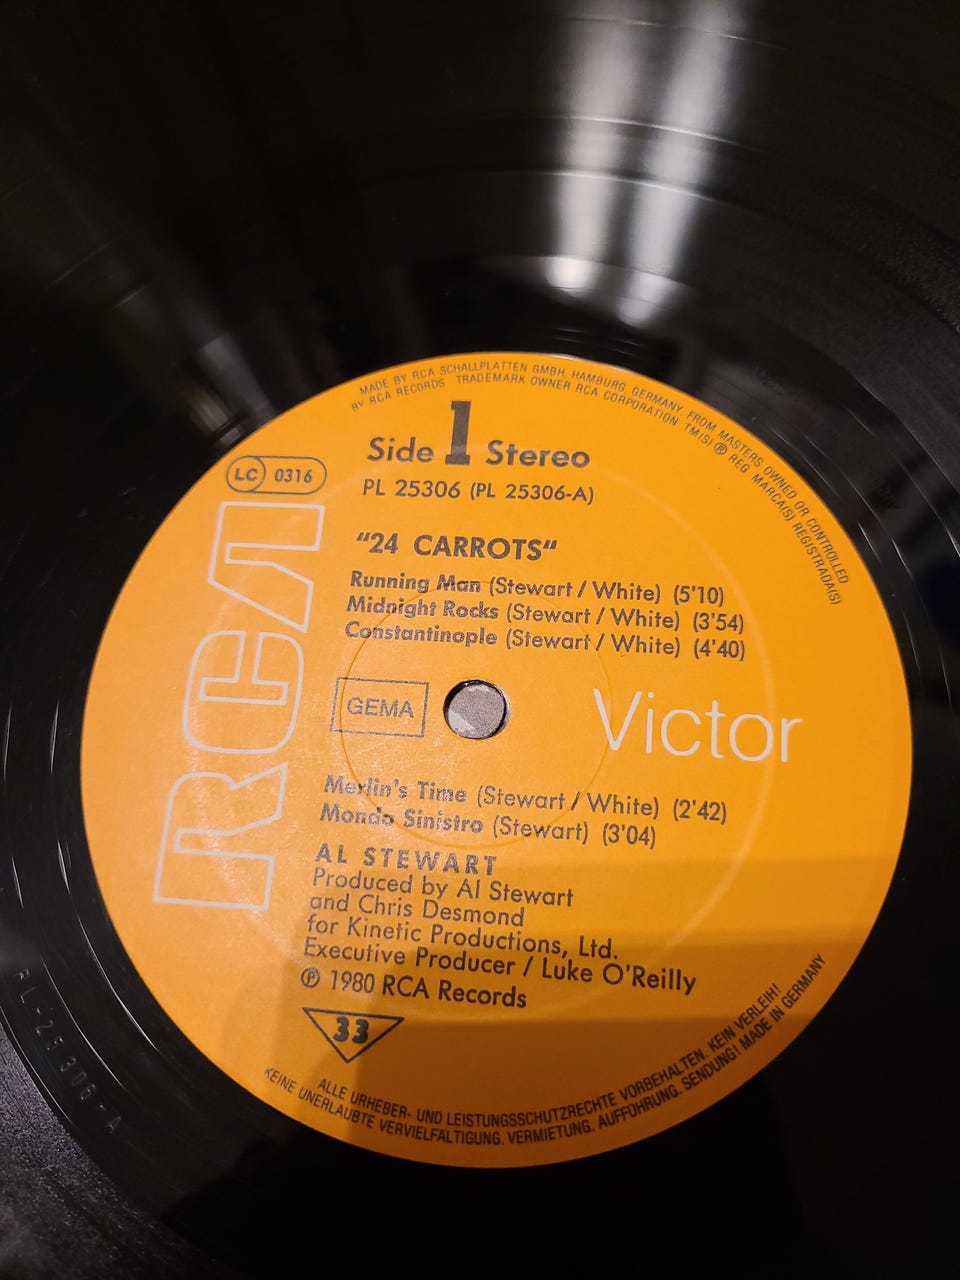 MADE BY RCA SCHALLPLATTEN GMBH. HAMBURG. GERMANY. FROM MASTERS OWNED OR CONTROLLED
BY RCA RECORDS TRADEMARK OWNER RCA CORPORATION TM(S) ® REG MARCA(S) REGISTRADA(S)
Side 1 Stereo
LC 0316
PL 25306 (PL 25306-A)
"24 CARROTS"
Running Man (Stewart / White) (5'10)
Midnight Rocks (Stewart / White) (3'54)
Constantinople (Stewart / White) (4'40)
RCA
GEMA
Victor
Merlin's Time (Stewart / White) (2'42)
Mondo Sinistro (Stewart) (3'04)
AL STEWART
Produced by Al Stewart
and Chris Desmond
for Kinetic Productions, Ltd.
Executive Producer / Luke O'Reilly
℗ 1980 RCA Records
33
ALLE URHEBER- UND LEISTUNGSSCHUTZRECHTE VORBEHALTEN. KEIN VERLEIH!
KEINE UNERLAUBTE VERVIELFÄLTIGUNG, VERMIETUNG, AUFFÜHRUNG, SENDUNG! MADE IN GERMANY
PL-25306-A